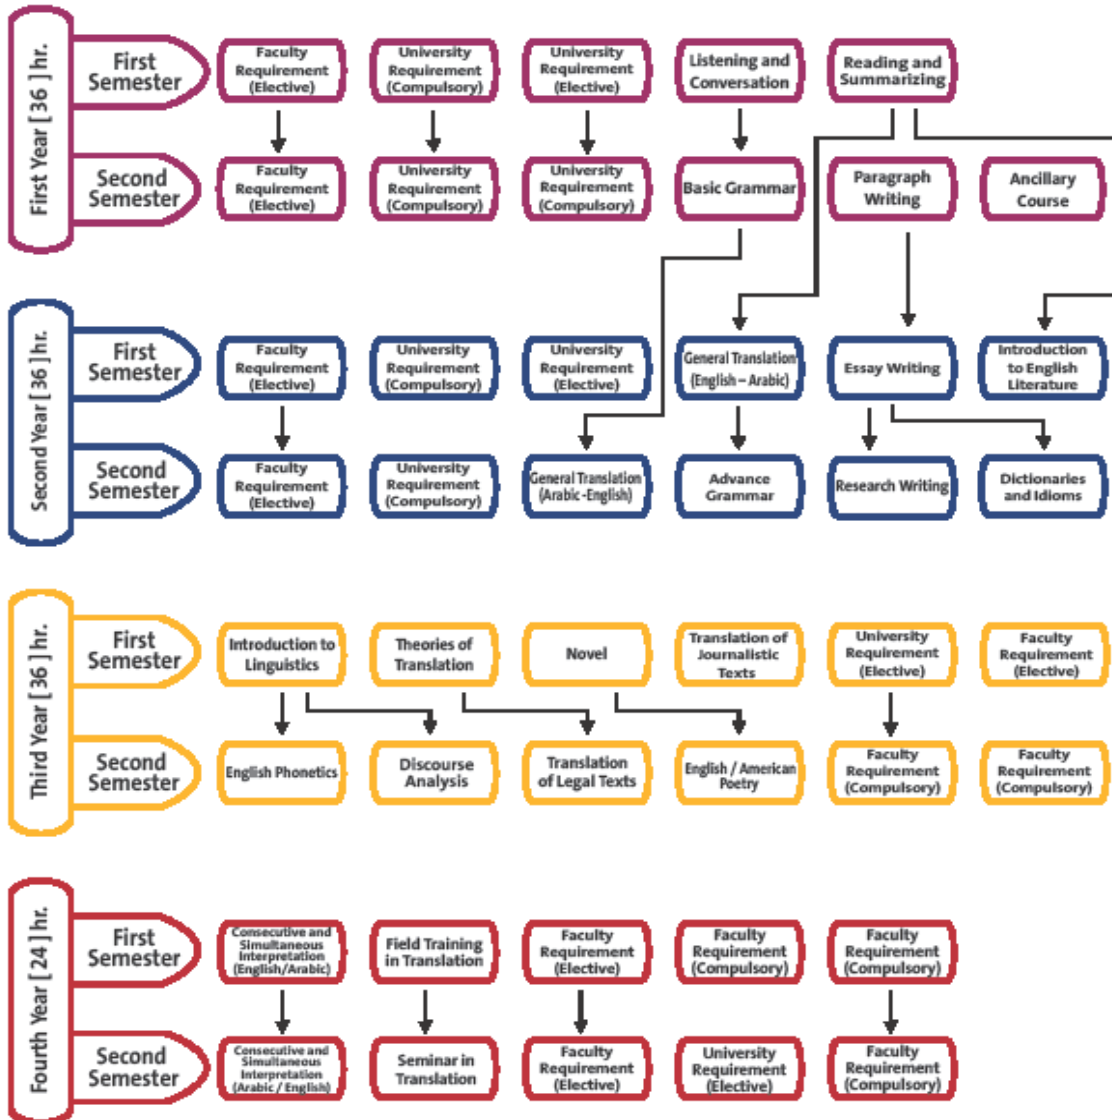 First Year [ 36 ] hr.
First
Semester
Faculty
Requirement
(Elective)
University
Requirement
(Compulsory)
University
Requirement
(Elective)
Listening and
Conversation
Reading and
Summarizing
Second
Semester
Faculty
Requirement
(Elective)
University
Requirement
(Compulsory)
University
Requirement
(Compulsory)
Basic Grammar
Paragraph
Writing
Ancillary
Course
Second Year [ 36 ] hr.
First
Semester
Faculty
Requirement
(Elective)
University
Requirement
(Compulsory)
University
Requirement
(Elective)
General Translation
(English – Arabic)
Essay Writing
Introduction
to English
Literature
Second
Semester
Faculty
Requirement
(Elective)
University
Requirement
(Compulsory)
General Translation
(Arabic -English)
Advance
Grammar
Research Writing
Dictionaries
and Idioms
Third Year [ 36 ] hr.
First
Semester
Introduction to
Linguistics
Theories of
Translation
Novel
Translation of
Journalistic
Texts
University
Requirement
(Elective)
Faculty
Requirement
(Elective)
Second
Semester
English Phonetics
Discourse
Analysis
Translation
of Legal Texts
English / American
Poetry
Faculty
Requirement
(Compulsory)
Faculty
Requirement
(Compulsory)
Fourth Year [ 24 ] hr.
First
Semester
Consecutive and
Simultaneous
Interpretation
(English/Arabic)
Field Training
in Translation
Faculty
Requirement
(Elective)
Faculty
Requirement
(Compulsory)
Faculty
Requirement
(Compulsory)
Second
Semester
Consecutive and
Simultaneous
Interpretation
(Arabic / English)
Seminar in
Translation
Faculty
Requirement
(Elective)
University
Requirement
(Elective)
Faculty
Requirement
(Compulsory)